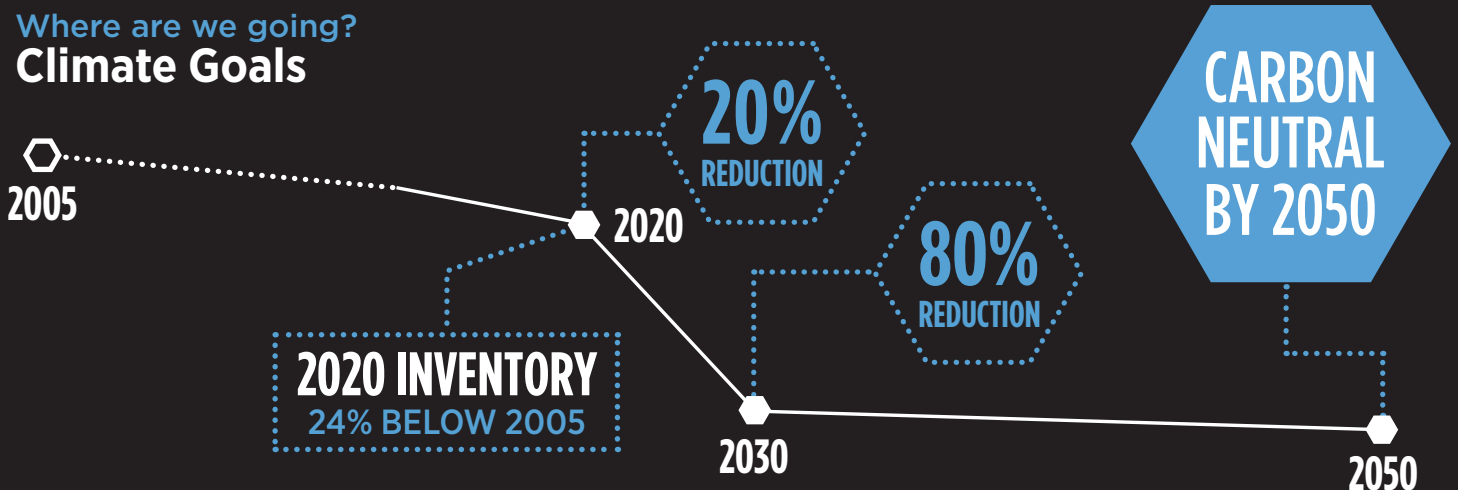 Where are we going?
Climate Goals
2005
2020
20%
REDUCTION
2020 INVENTORY
24% BELOW 2005
80%
REDUCTION
2030
CARBON
NEUTRAL
BY 2050
2050